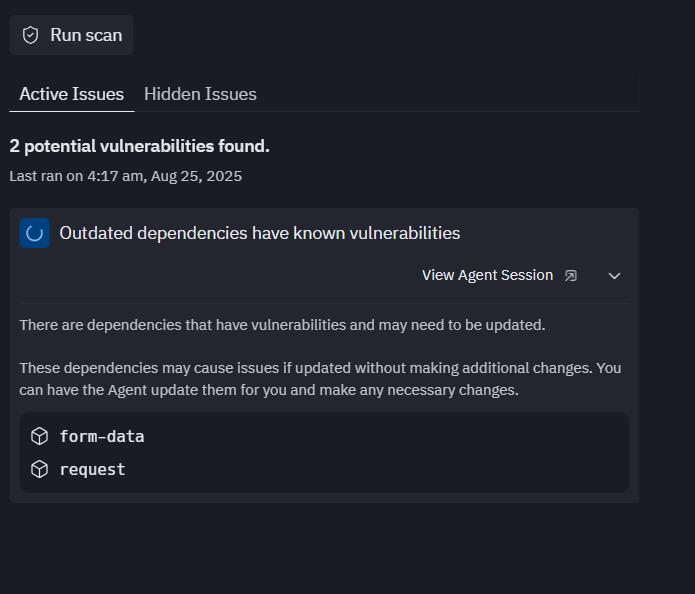 Run scan
Active Issues Hidden Issues
2 potential vulnerabilities found.
Last ran on 4:17 am, Aug 25, 2025
Outdated dependencies have known vulnerabilities
View Agent Session
There are dependencies that have vulnerabilities and may need to be updated.
These dependencies may cause issues if updated without making additional changes. You
can have the Agent update them for you and make any necessary changes.
form-data
request